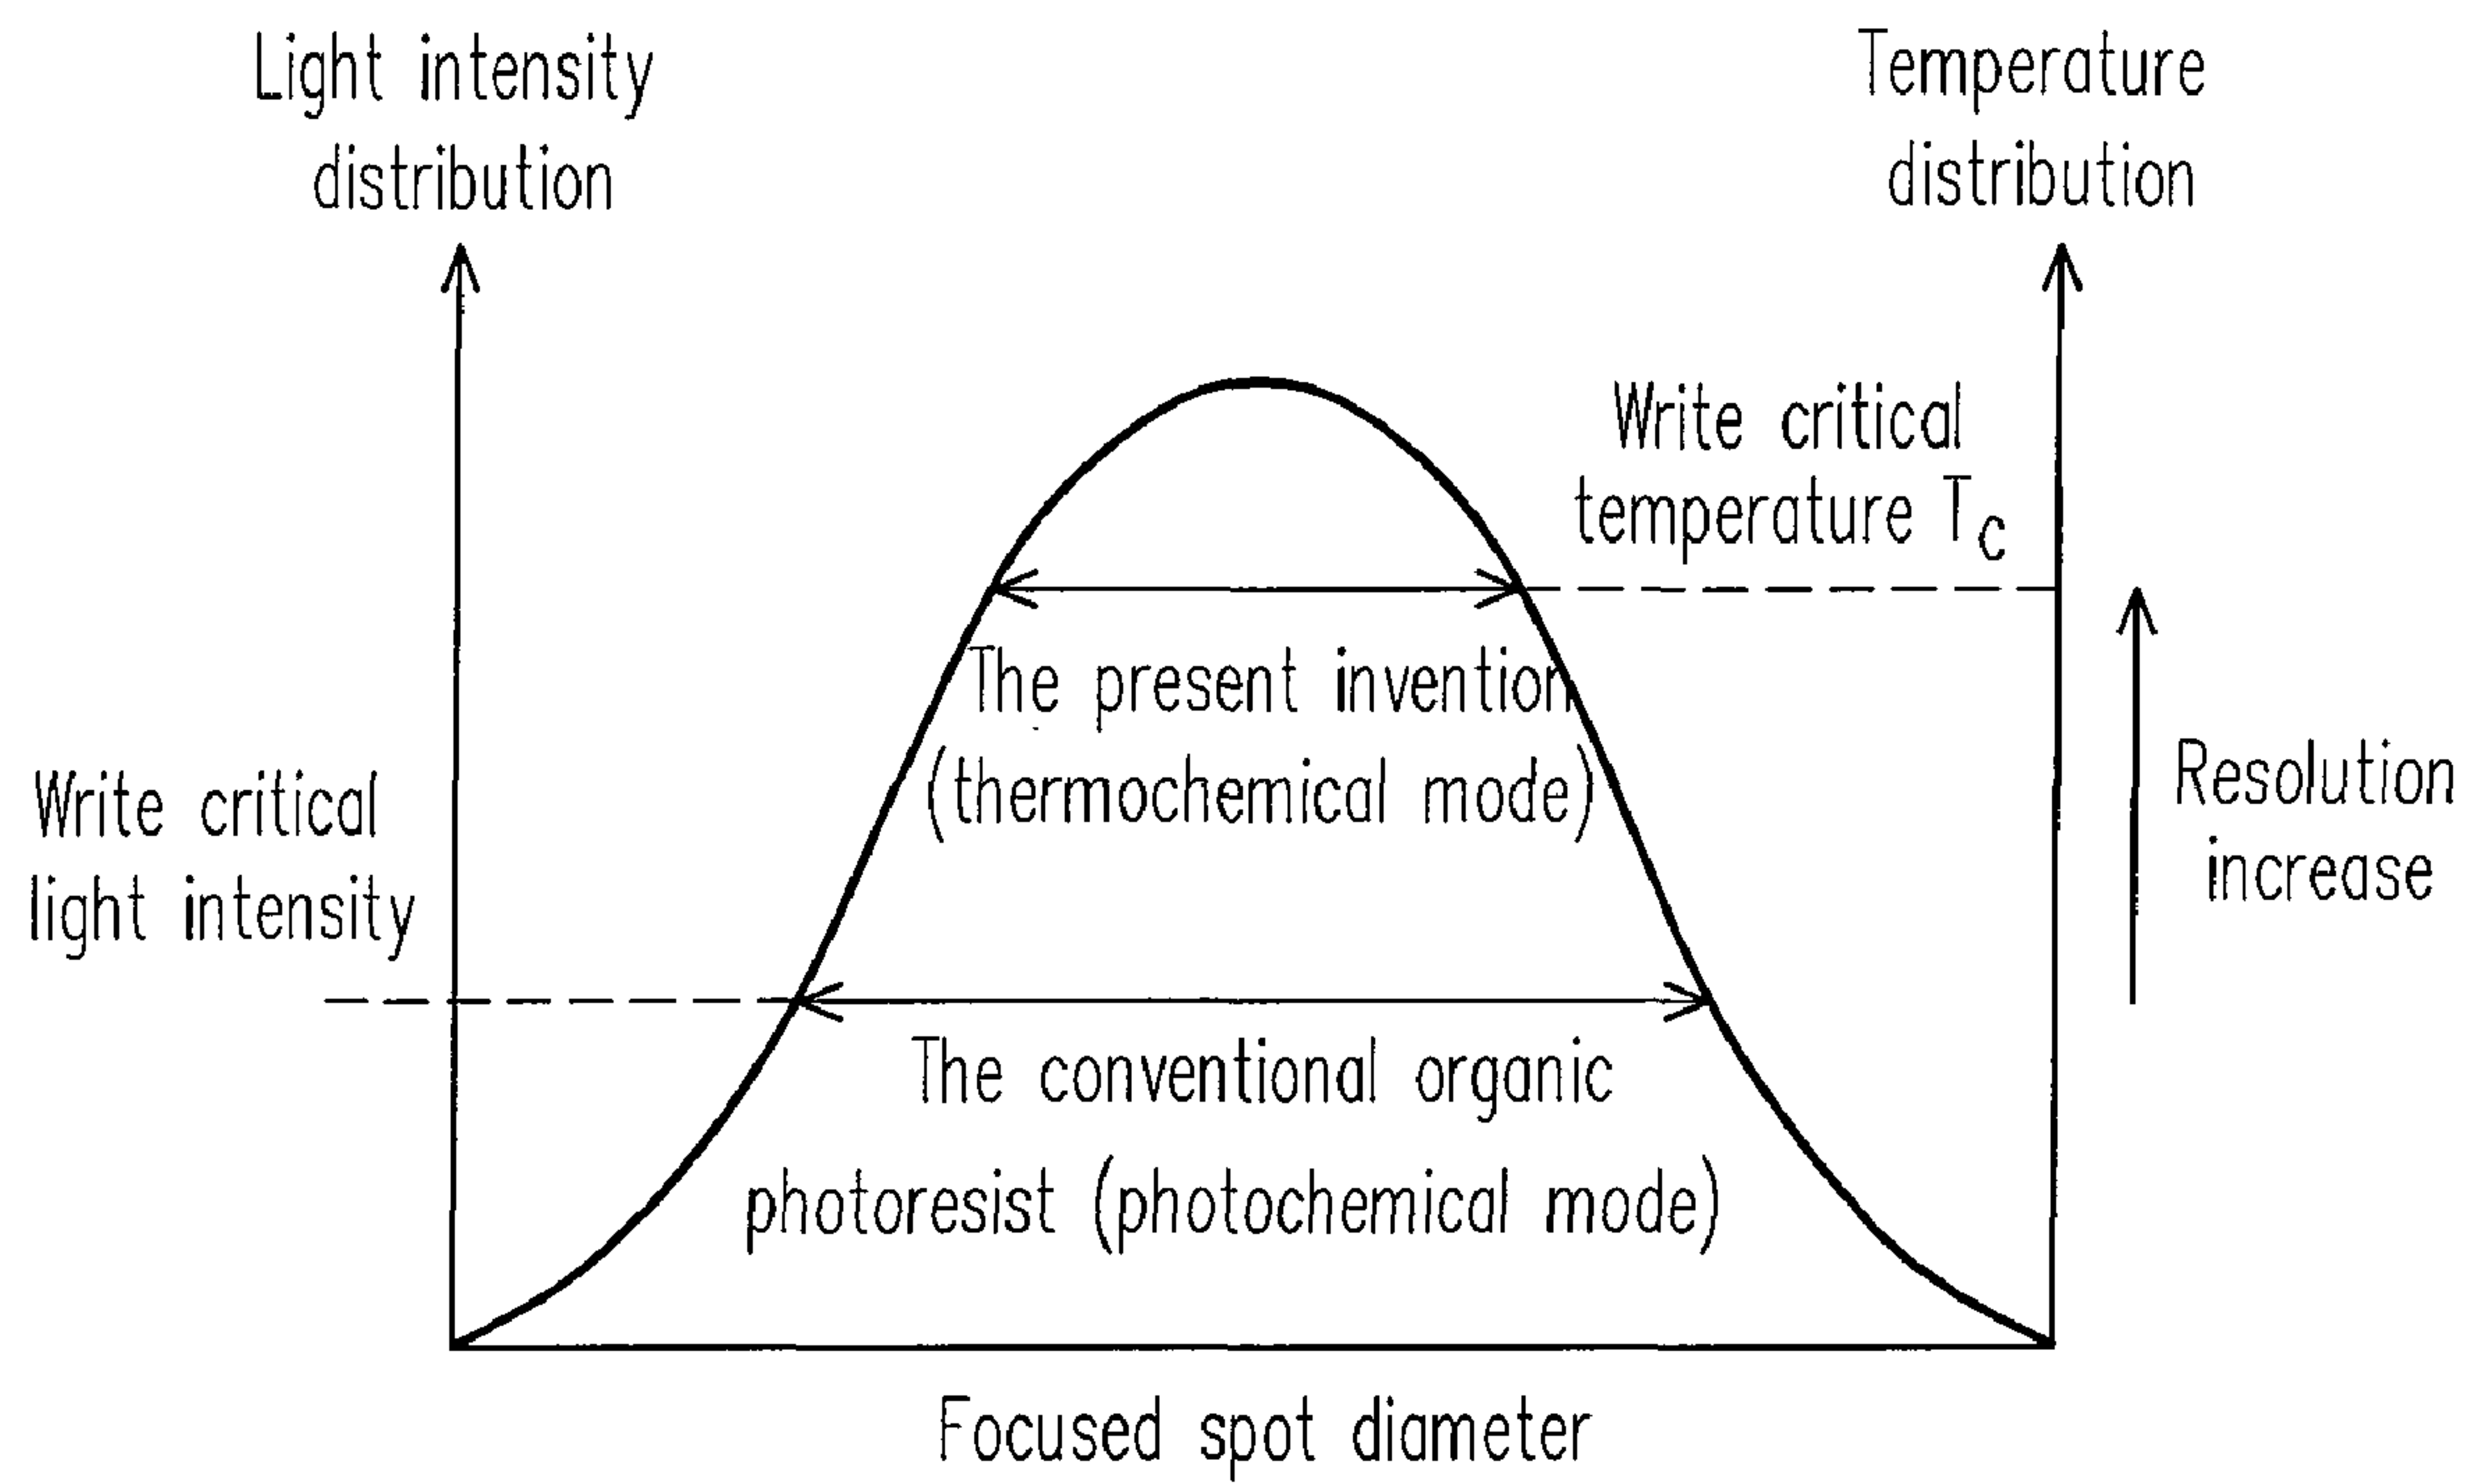 Light intensity
distribution
Temperature
distribution
Write critical
temperature Tc
The present invention
(thermochemical mode)
Write critical
light intensity
Resolution
increase
The conventional organic
photoresist (photochemical mode)
Focused spot diameter